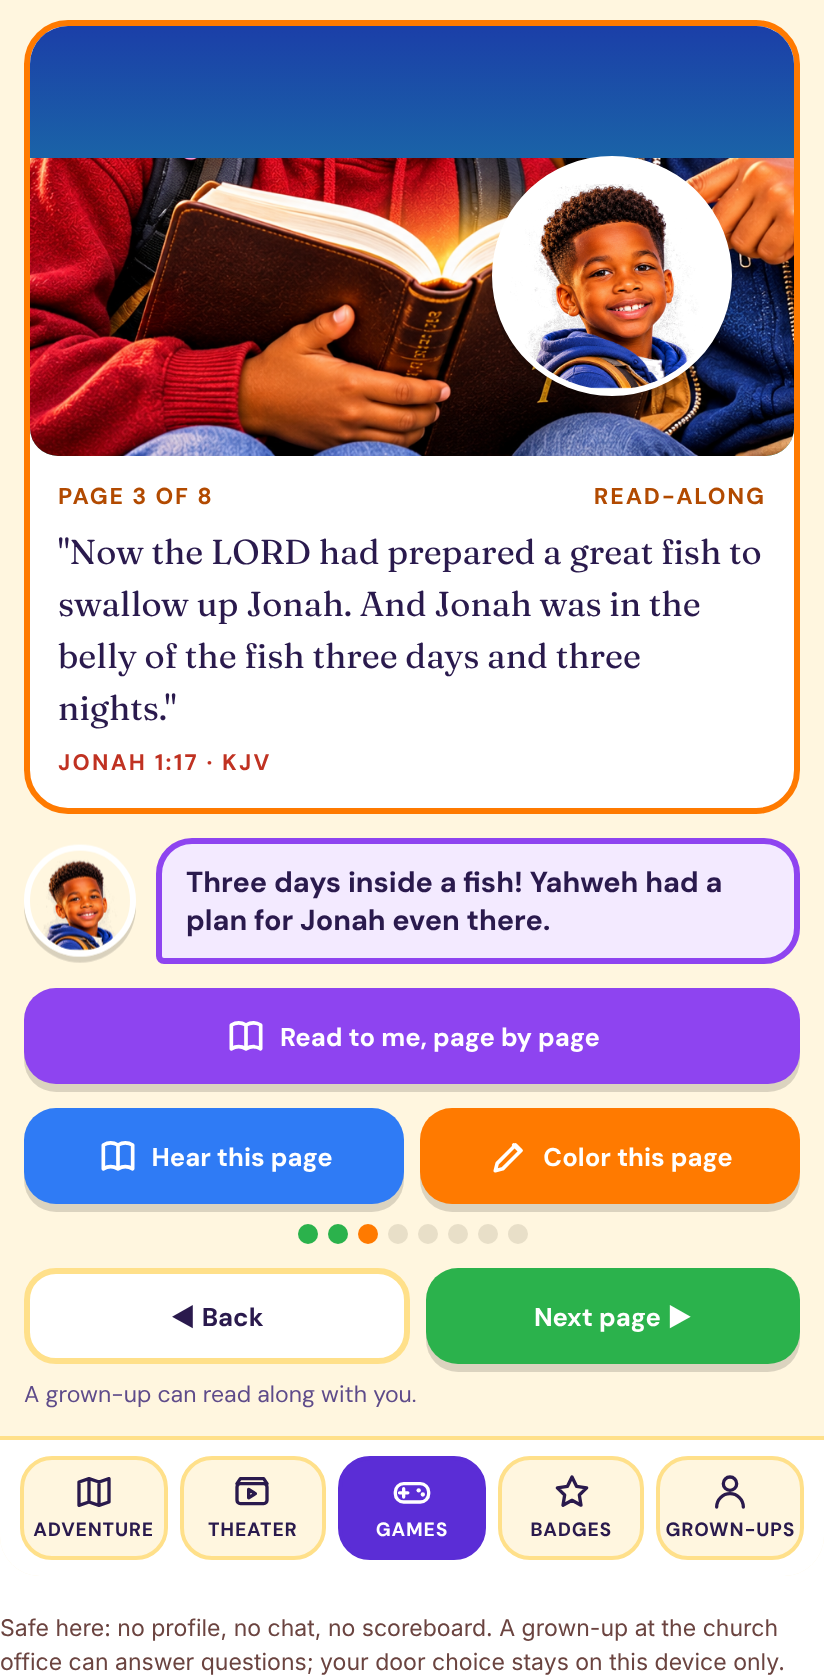 PAGE 3 OF 8
READ-ALONG
"Now the LORD had prepared a great fish to
swallow up Jonah. And Jonah was in the
belly of the fish three days and three
nights."
JONAH 1:17 · KJV
Three days inside a fish! Yahweh had a
plan for Jonah even there.
Read to me, page by page
Hear this page
Color this page
◀ Back
Next page ▶
A grown-up can read along with you.
ADVENTURE
THEATER
GAMES
BADGES
GROWN-UPS
Safe here: no profile, no chat, no scoreboard. A grown-up at the church
office can answer questions; your door choice stays on this device only.